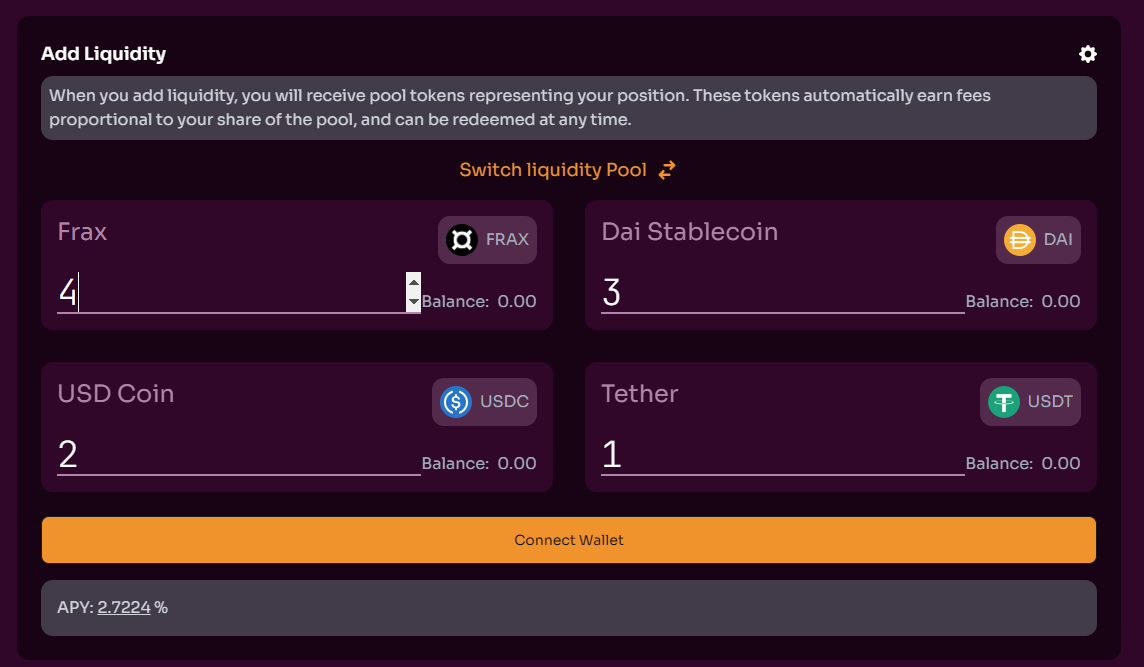 Add Liquidity
When you add liquidity, you will receive pool tokens representing your position. These tokens automatically earn fees
proportional to your share of the pool, and can be redeemed at any time.
Switch liquidity Pool
Frax
FRAX
4
Balance: 0.00
Dai Stablecoin
DAI
3
Balance: 0.00
USD Coin
USDC
2
Balance: 0.00
Tether
USDT
1
Balance: 0.00
Connect Wallet
APY: 2.7224 %